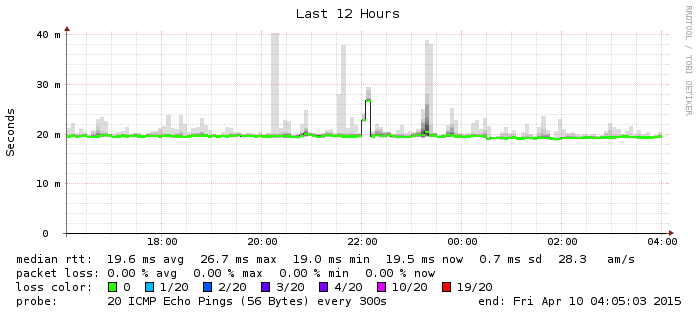 Last 12 Hours
RRDTOOL / TOBI OETIKER
Seconds
40 m
30 m
20 m
10 m
0
18:00 20:00 22:00 00:00 02:00 04:00
median rtt: 19.6 ms avg 26.7 ms max 19.0 ms min 19.5 ms now 0.7 ms sd 28.3 am/s
packet loss: 0.00 % avg 0.00 % max 0.00 % min 0.00 % now
loss color: 0 1/20 2/20 3/20 4/20 10/20 19/20
probe: 20 ICMP Echo Pings (56 Bytes) every 300s end: Fri Apr 10 04:05:03 2015